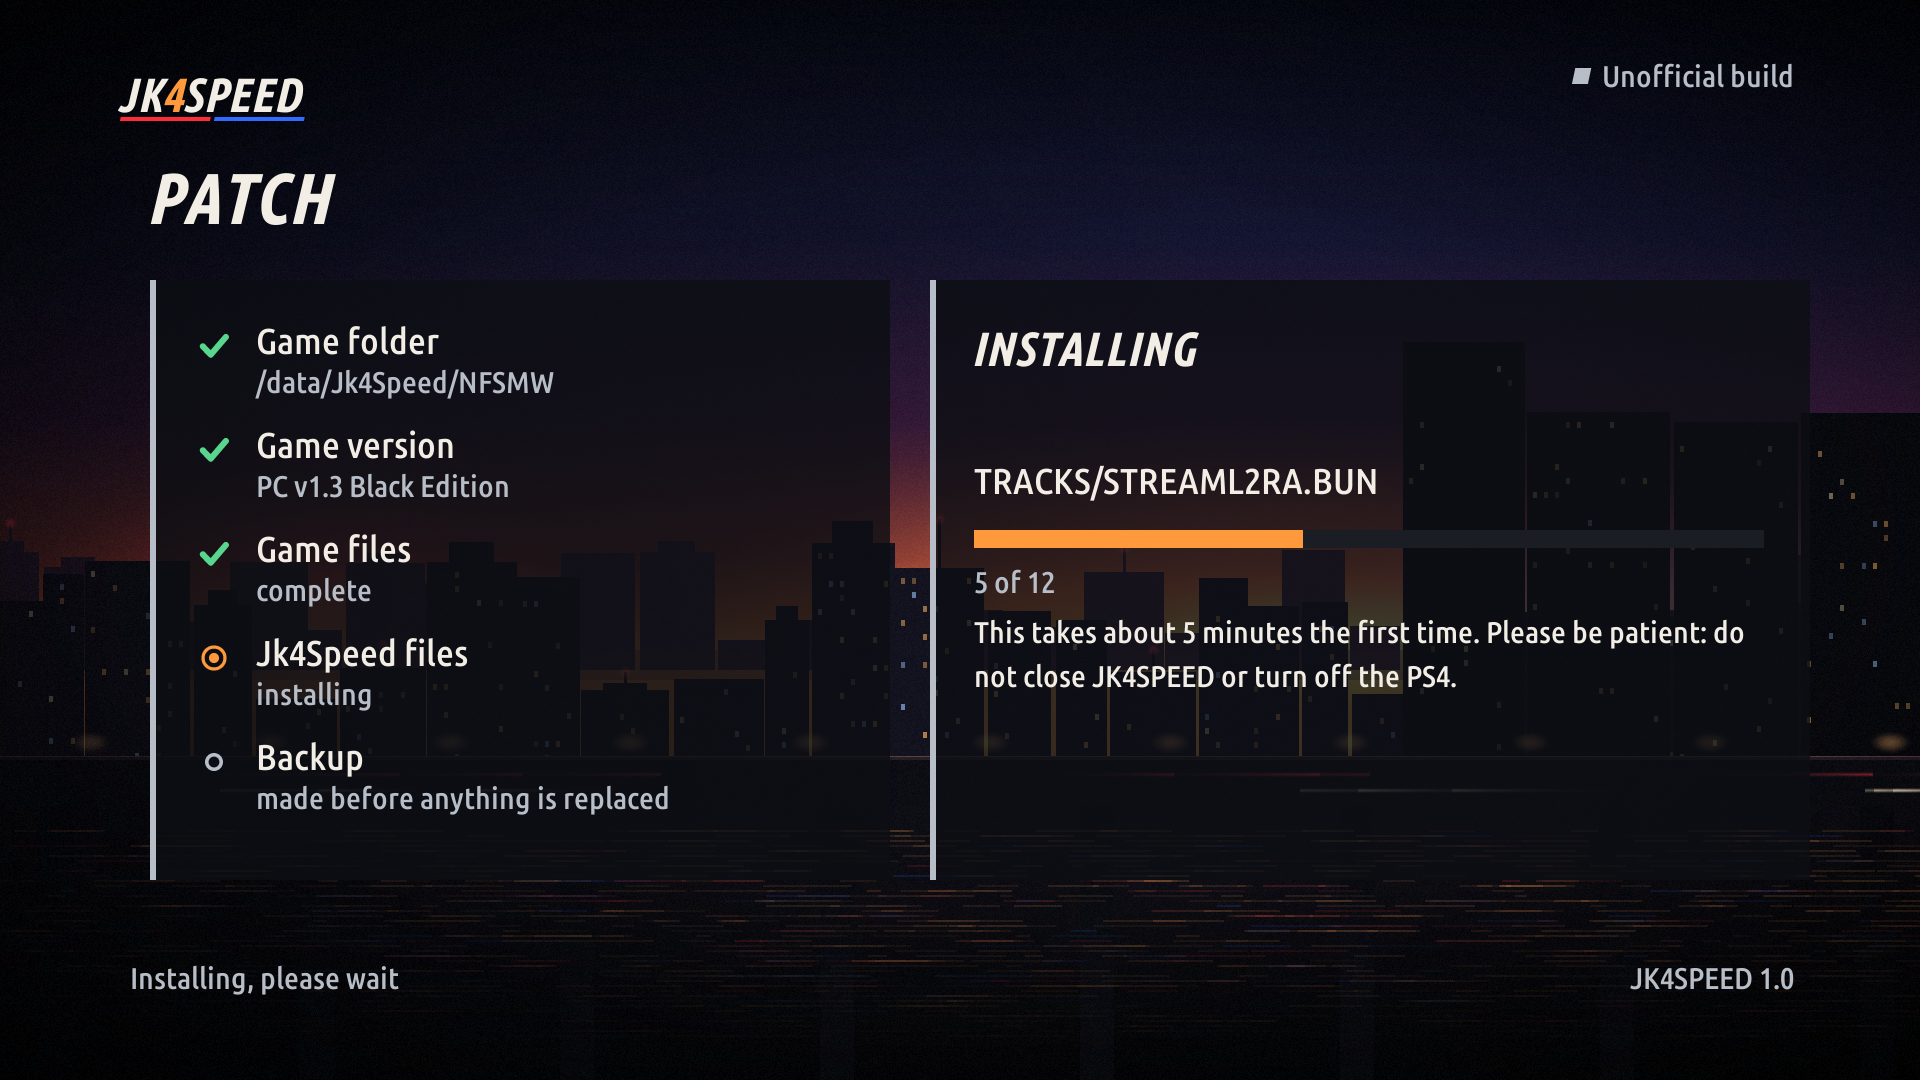 JK4SPEED
Unofficial build
PATCH
Game folder
/data/Jk4Speed/NFSMW
Game version
PC v1.3 Black Edition
Game files
complete
Jk4Speed files
installing
Backup
made before anything is replaced
INSTALLING
TRACKS/STREAML2RA.BUN
5 of 12
This takes about 5 minutes the first time. Please be patient: do
not close JK4SPEED or turn off the PS4.
Installing, please wait
JK4SPEED 1.0